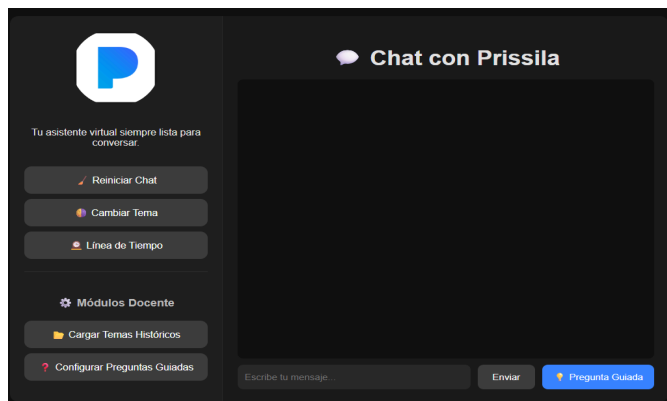 P
Tu asistente virtual siempre lista para
conversar.
🧹 Reiniciar Chat
🌗 Cambiar Tema
🕰️ Línea de Tiempo
⚙️ Módulos Docente
📂 Cargar Temas Históricos
❓ Configurar Preguntas Guiadas
💬 Chat con Prissila
Escribe tu mensaje...
Enviar
💡 Pregunta Guiada